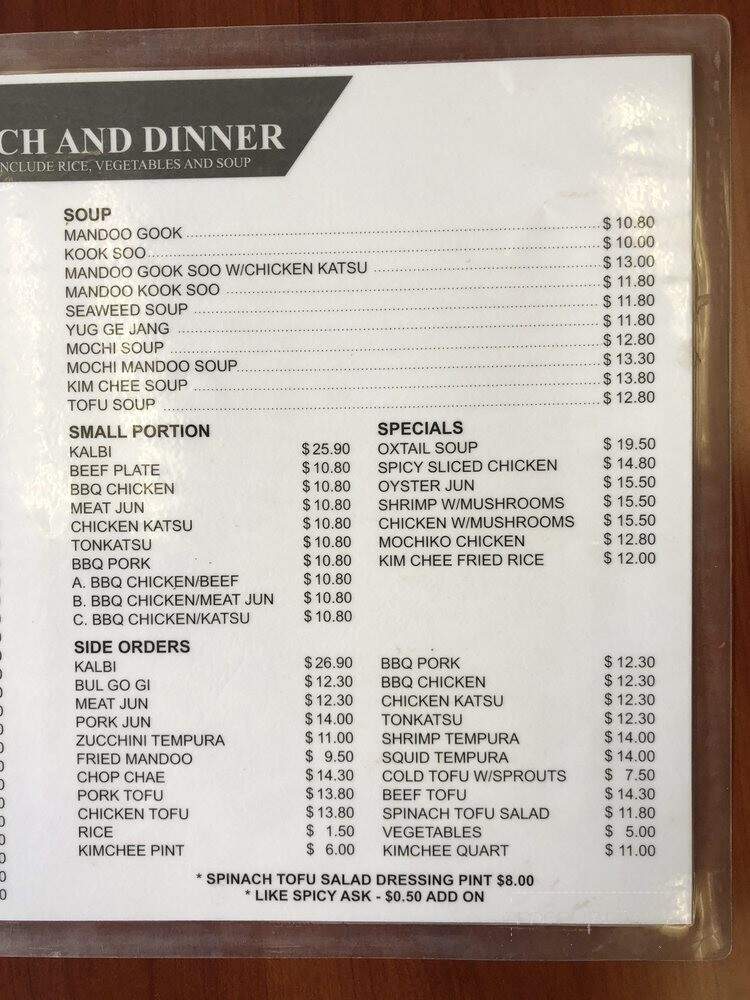 CH AND DINNER
NCLUDE RICE, VEGETABLES AND SOUP
SOUP
MANDOO GOOK $ 10.80
KOOK SOO $ 10.00
MANDOO GOOK SOO W/CHICKEN KATSU $ 13.00
MANDOO KOOK SOO $ 11.80
SEAWEED SOUP $ 11.80
YUG GE JANG $ 11.80
MOCHI SOUP $ 12.80
MOCHI MANDOO SOUP $ 13.30
KIM CHEE SOUP $ 13.80
TOFU SOUP $ 12.80
SMALL PORTION
KALBI $ 25.90
BEEF PLATE $ 10.80
BBQ CHICKEN $ 10.80
MEAT JUN $ 10.80
CHICKEN KATSU $ 10.80
TONKATSU $ 10.80
BBQ PORK $ 10.80
A. BBQ CHICKEN/BEEF $ 10.80
B. BBQ CHICKEN/MEAT JUN $ 10.80
C. BBQ CHICKEN/KATSU $ 10.80
SPECIALS
OXTAIL SOUP $ 19.50
SPICY SLICED CHICKEN $ 14.80
OYSTER JUN $ 15.50
SHRIMP W/MUSHROOMS $ 15.50
CHICKEN W/MUSHROOMS $ 15.50
MOCHIKO CHICKEN $ 12.80
KIM CHEE FRIED RICE $ 12.00
SIDE ORDERS
KALBI $ 26.90
BUL GO GI $ 12.30
MEAT JUN $ 12.30
PORK JUN $ 14.00
ZUCCHINI TEMPURA $ 11.00
FRIED MANDOO $ 9.50
CHOP CHAE $ 14.30
PORK TOFU $ 13.80
CHICKEN TOFU $ 13.80
RICE $ 1.50
KIMCHEE PINT $ 6.00
BBQ PORK $ 12.30
BBQ CHICKEN $ 12.30
CHICKEN KATSU $ 12.30
TONKATSU $ 12.30
SHRIMP TEMPURA $ 14.00
SQUID TEMPURA $ 14.00
COLD TOFU W/SPROUTS $ 7.50
BEEF TOFU $ 14.30
SPINACH TOFU SALAD $ 11.80
VEGETABLES $ 5.00
KIMCHEE QUART $ 11.00
* SPINACH TOFU SALAD DRESSING PINT $8.00
* LIKE SPICY ASK - $0.50 ADD ON